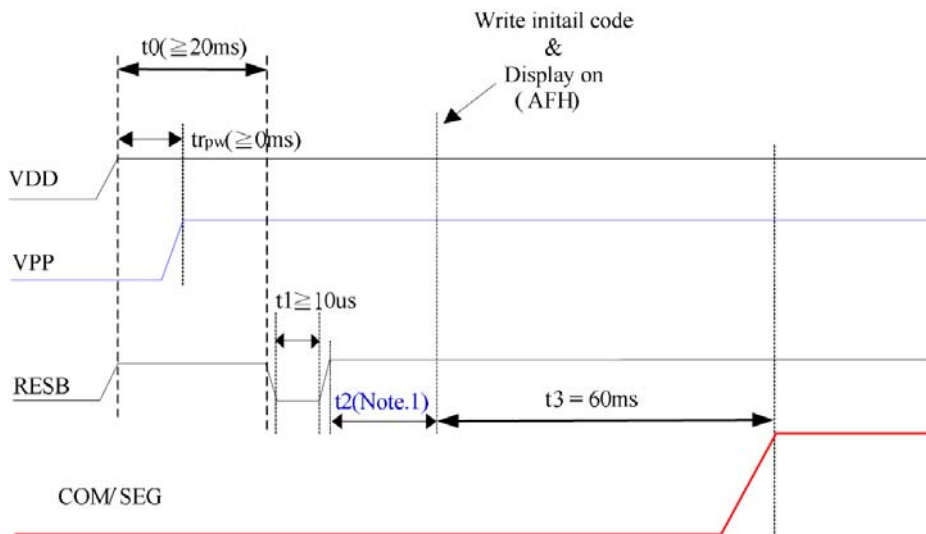 Write initail code
&
Display on
( AFH)
t0(≧20ms)
trpw(≧0ms)
VDD
VPP
t1≧10us
RESB
t2(Note.1)
t3 = 60ms
COM/ SEG